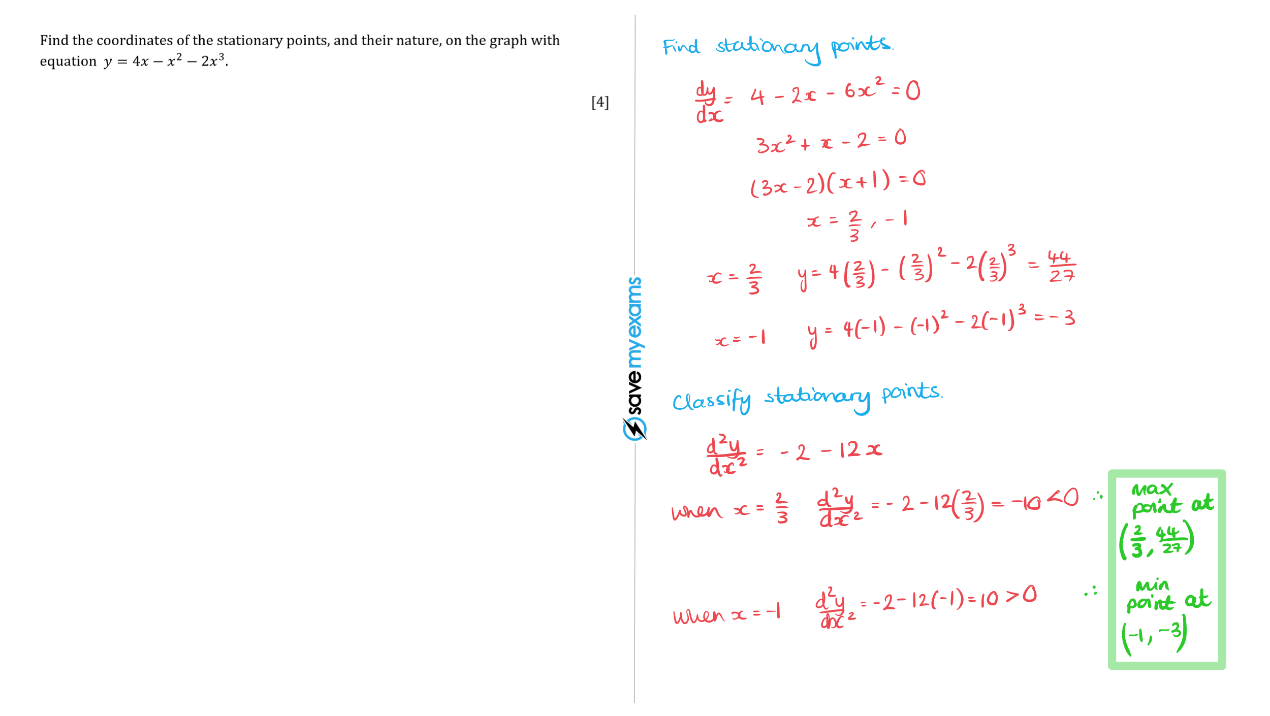 Find the coordinates of the stationary points, and their nature, on the graph with
equation y = 4x − x² − 2x³.
[4]
save my exams
Find stationary points.
dy/dx = 4 - 2x - 6x² = 0
3x² + x - 2 = 0
(3x - 2)(x + 1) = 0
x = 2/3, -1
x = 2/3 y = 4(2/3) - (2/3)² - 2(2/3)³ = 44/27
x = -1 y = 4(-1) - (-1)² - 2(-1)³ = -3
Classify stationary points.
d²y/dx² = -2 - 12x
when x = 2/3 d²y/dx² = -2 - 12(2/3) = -10 < 0 ∴
max
point at
(2/3, 44/27)
when x = -1 d²y/dx² = -2 - 12(-1) = 10 > 0 ∴
min
point at
(-1, -3)